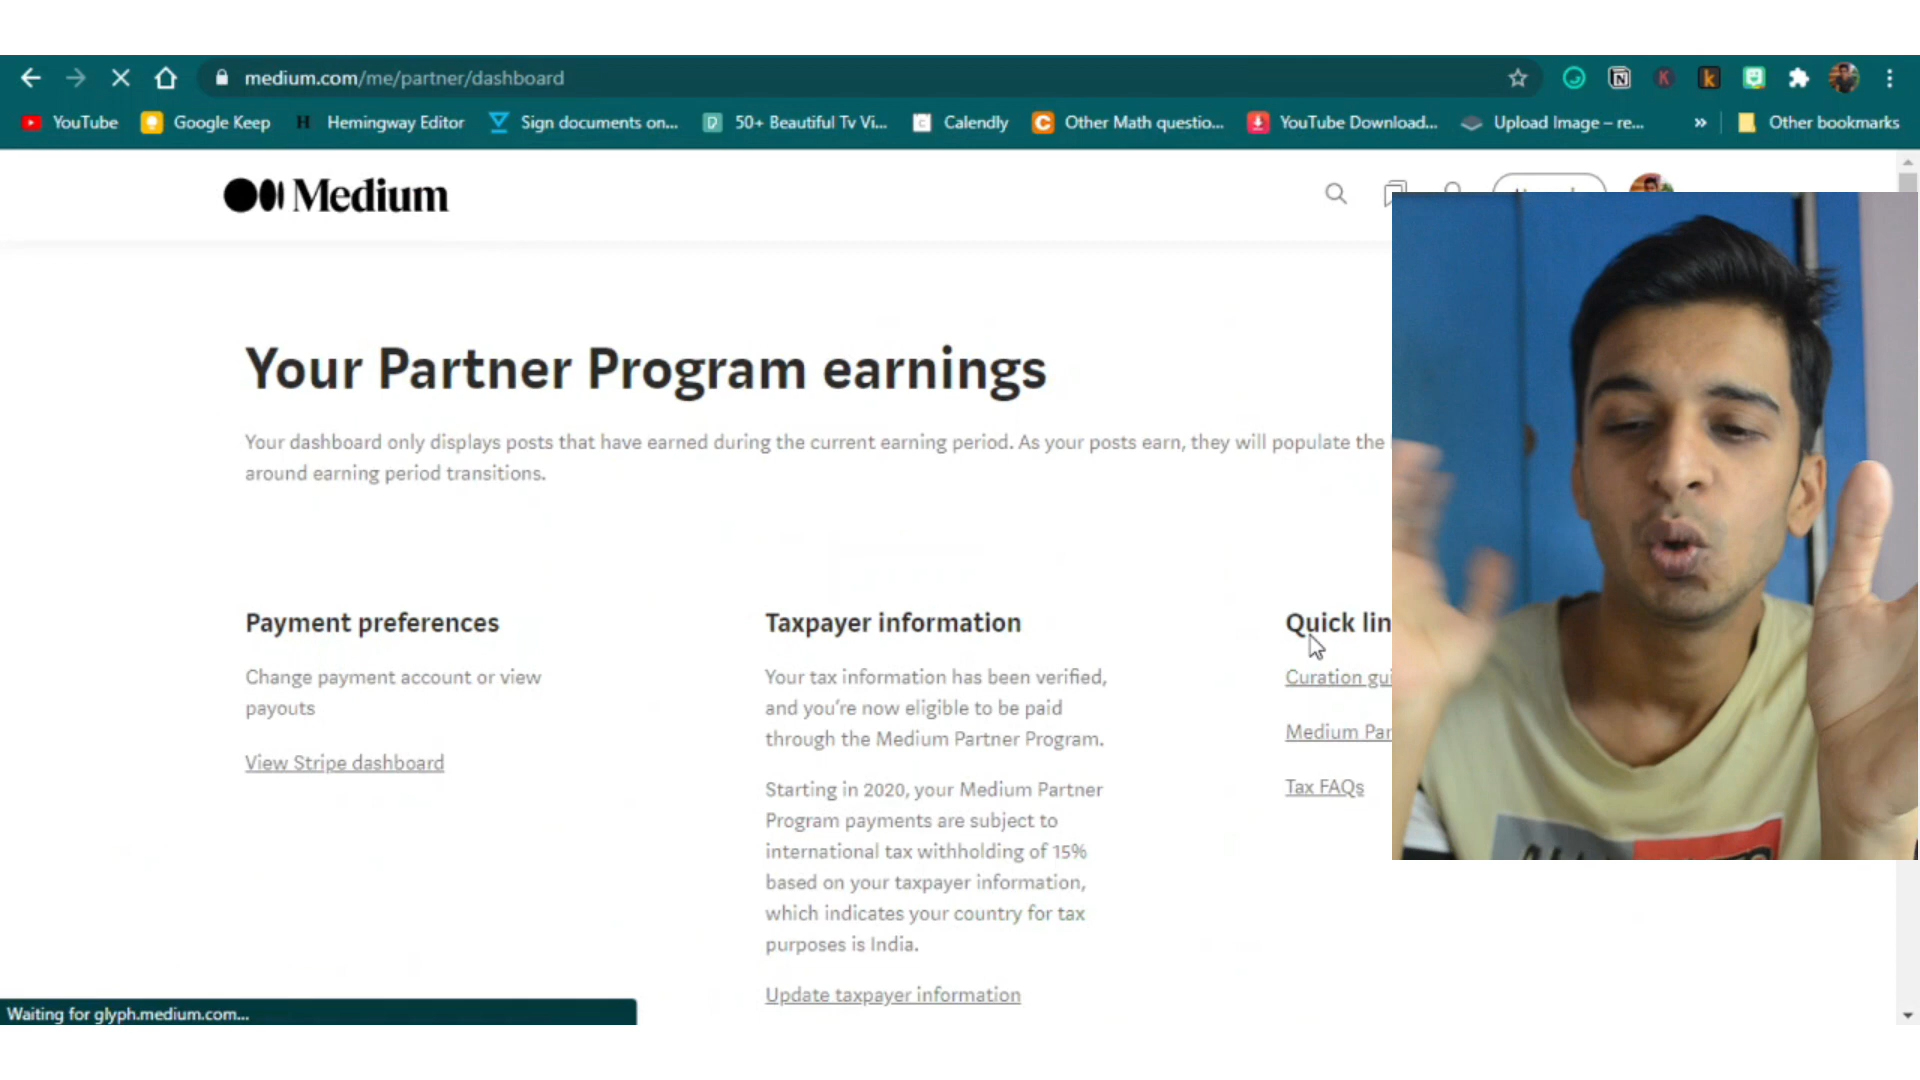 medium.com/me/partner/dashboard
YouTube Google Keep Hemingway Editor Sign documents on... 50+ Beautiful Tv Vi... Calendly Other Math questio... YouTube Download... Upload Image – re... » Other bookmarks
Medium
Your Partner Program earnings
Your dashboard only displays posts that have earned during the current earning period. As your posts earn, they will populate the
around earning period transitions.
Payment preferences
Change payment account or view
payouts
View Stripe dashboard
Taxpayer information
Your tax information has been verified,
and you're now eligible to be paid
through the Medium Partner Program.
Starting in 2020, your Medium Partner
Program payments are subject to
international tax withholding of 15%
based on your taxpayer information,
which indicates your country for tax
purposes is India.
Update taxpayer information
Quick lin
Curation gui
Medium Par
Tax FAQs
Waiting for glyph.medium.com...